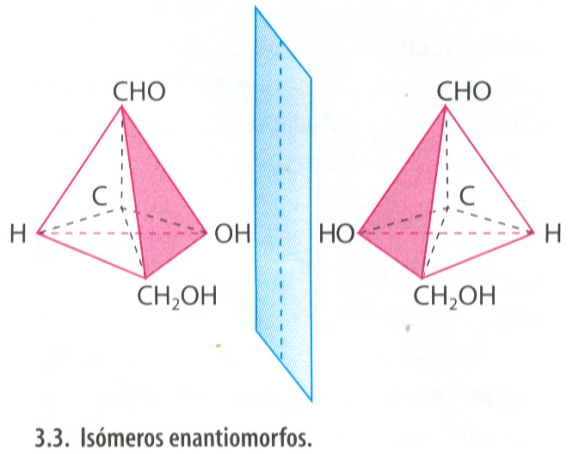 CHO
CHO
C
C
H
OH
HO
H
CH₂OH
CH₂OH
3.3. Isómeros enantiomorfos.